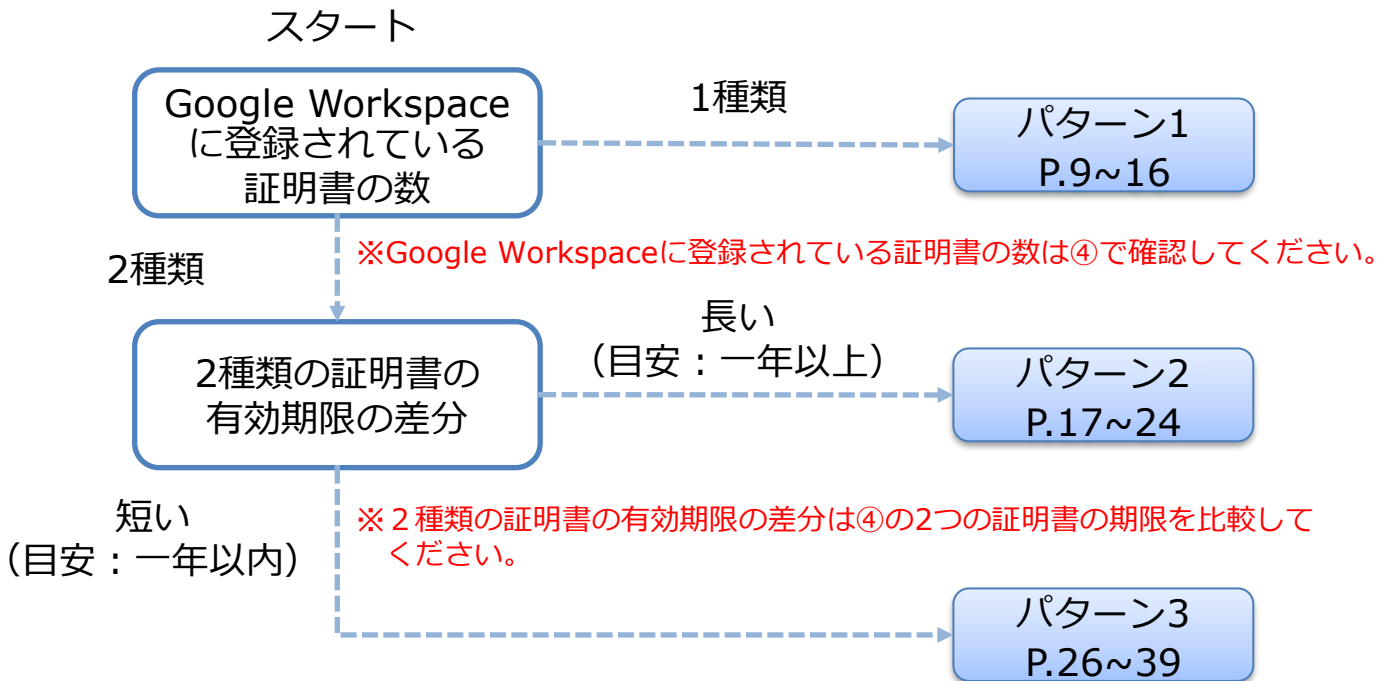 スタート
Google Workspace
に登録されている
証明書の数
1種類
パターン1
P.9~16
※Google Workspaceに登録されている証明書の数は④で確認してください。
2種類
2種類の証明書の
有効期限の差分
長い
（目安：一年以上）
パターン2
P.17~24
短い
（目安：一年以内）
※２種類の証明書の有効期限の差分は④の2つの証明書の期限を比較して
ください。
パターン3
P.26~39